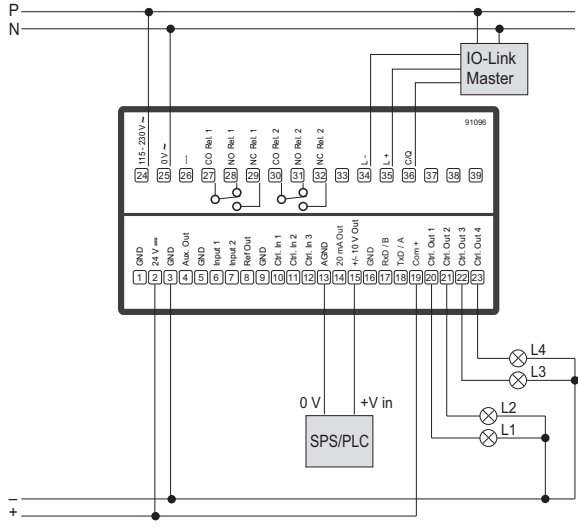 P
N
IO-Link
Master
91096
115 - 230 V ~
0 V ~
---
CO Rel. 1
NO Rel. 1
NC Rel. 1
CO Rel. 2
NO Rel. 2
NC Rel. 2
L -
L +
C/Q
24 25 26 27 28 29 30 31 32 33 34 35 36 37 38 39
GND
24 V
GND
Aux. Out
GND
Input 1
Input 2
Ref Out
GND
Ctrl. In 1
Ctrl. In 2
Ctrl. In 3
AGND
20 mA Out
+/- 10 V Out
GND
RxD / B
TxD / A
Com +
Ctrl. Out 1
Ctrl. Out 2
Ctrl. Out 3
Ctrl. Out 4
1 2 3 4 5 6 7 8 9 10 11 12 13 14 15 16 17 18 19 20 21 22 23
L4
L3
0 V +V in
L2
L1
SPS/PLC
–
+